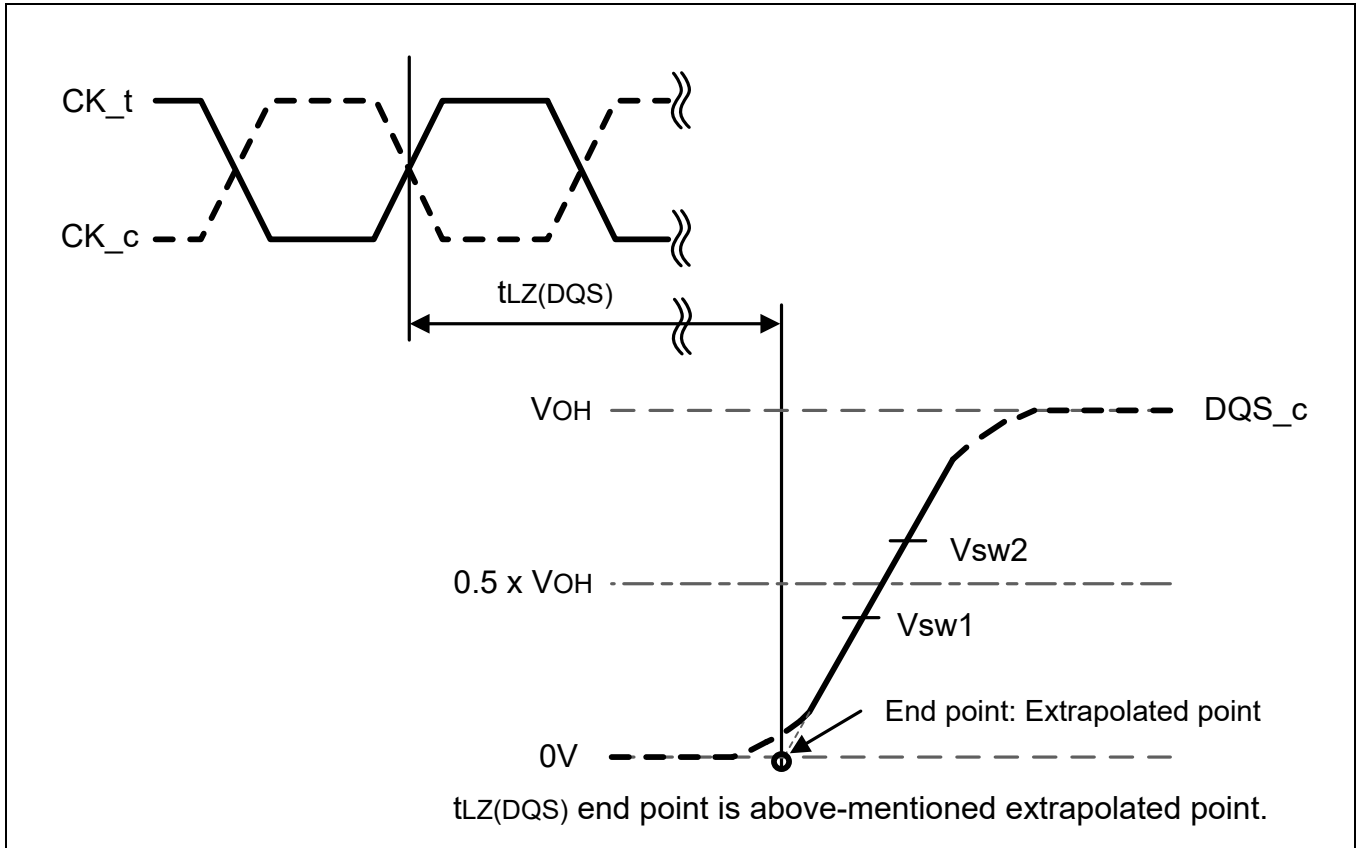 CK_t
CK_c
tLZ(DQS)
VOH
DQS_c
Vsw2
0.5 x VOH
Vsw1
End point: Extrapolated point
0V
tLZ(DQS) end point is above-mentioned extrapolated point.